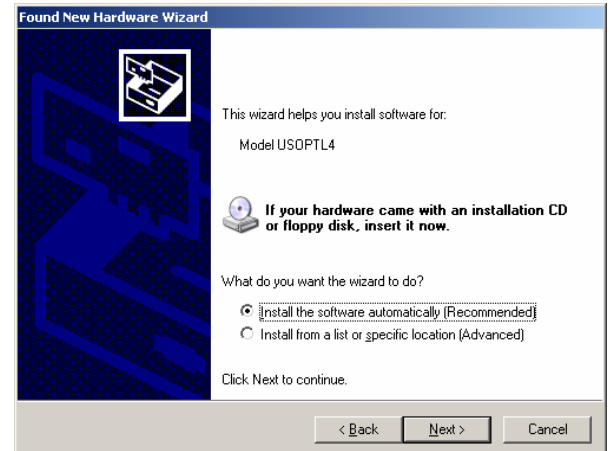 Found New Hardware Wizard
This wizard helps you install software for:
Model USOPTL4
If your hardware came with an installation CD
or floppy disk, insert it now.
What do you want the wizard to do?
Install the software automatically (Recommended)
Install from a list or specific location (Advanced)
Click Next to continue.
< Back Next > Cancel